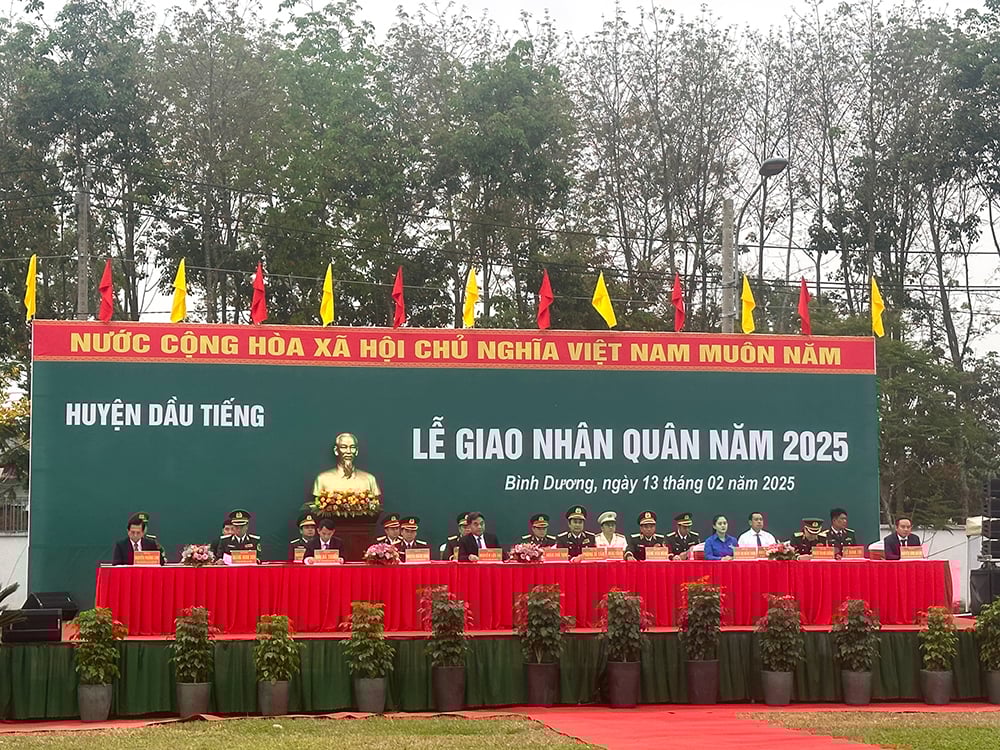 NƯỚC CỘNG HÒA XÃ HỘI CHỦ NGHĨA VIỆT NAM MUÔN NĂM
HUYỆN DẦU TIẾNG
LỄ GIAO NHẬN QUÂN NĂM 2025
Bình Dương, ngày 13 tháng 02 năm 2025